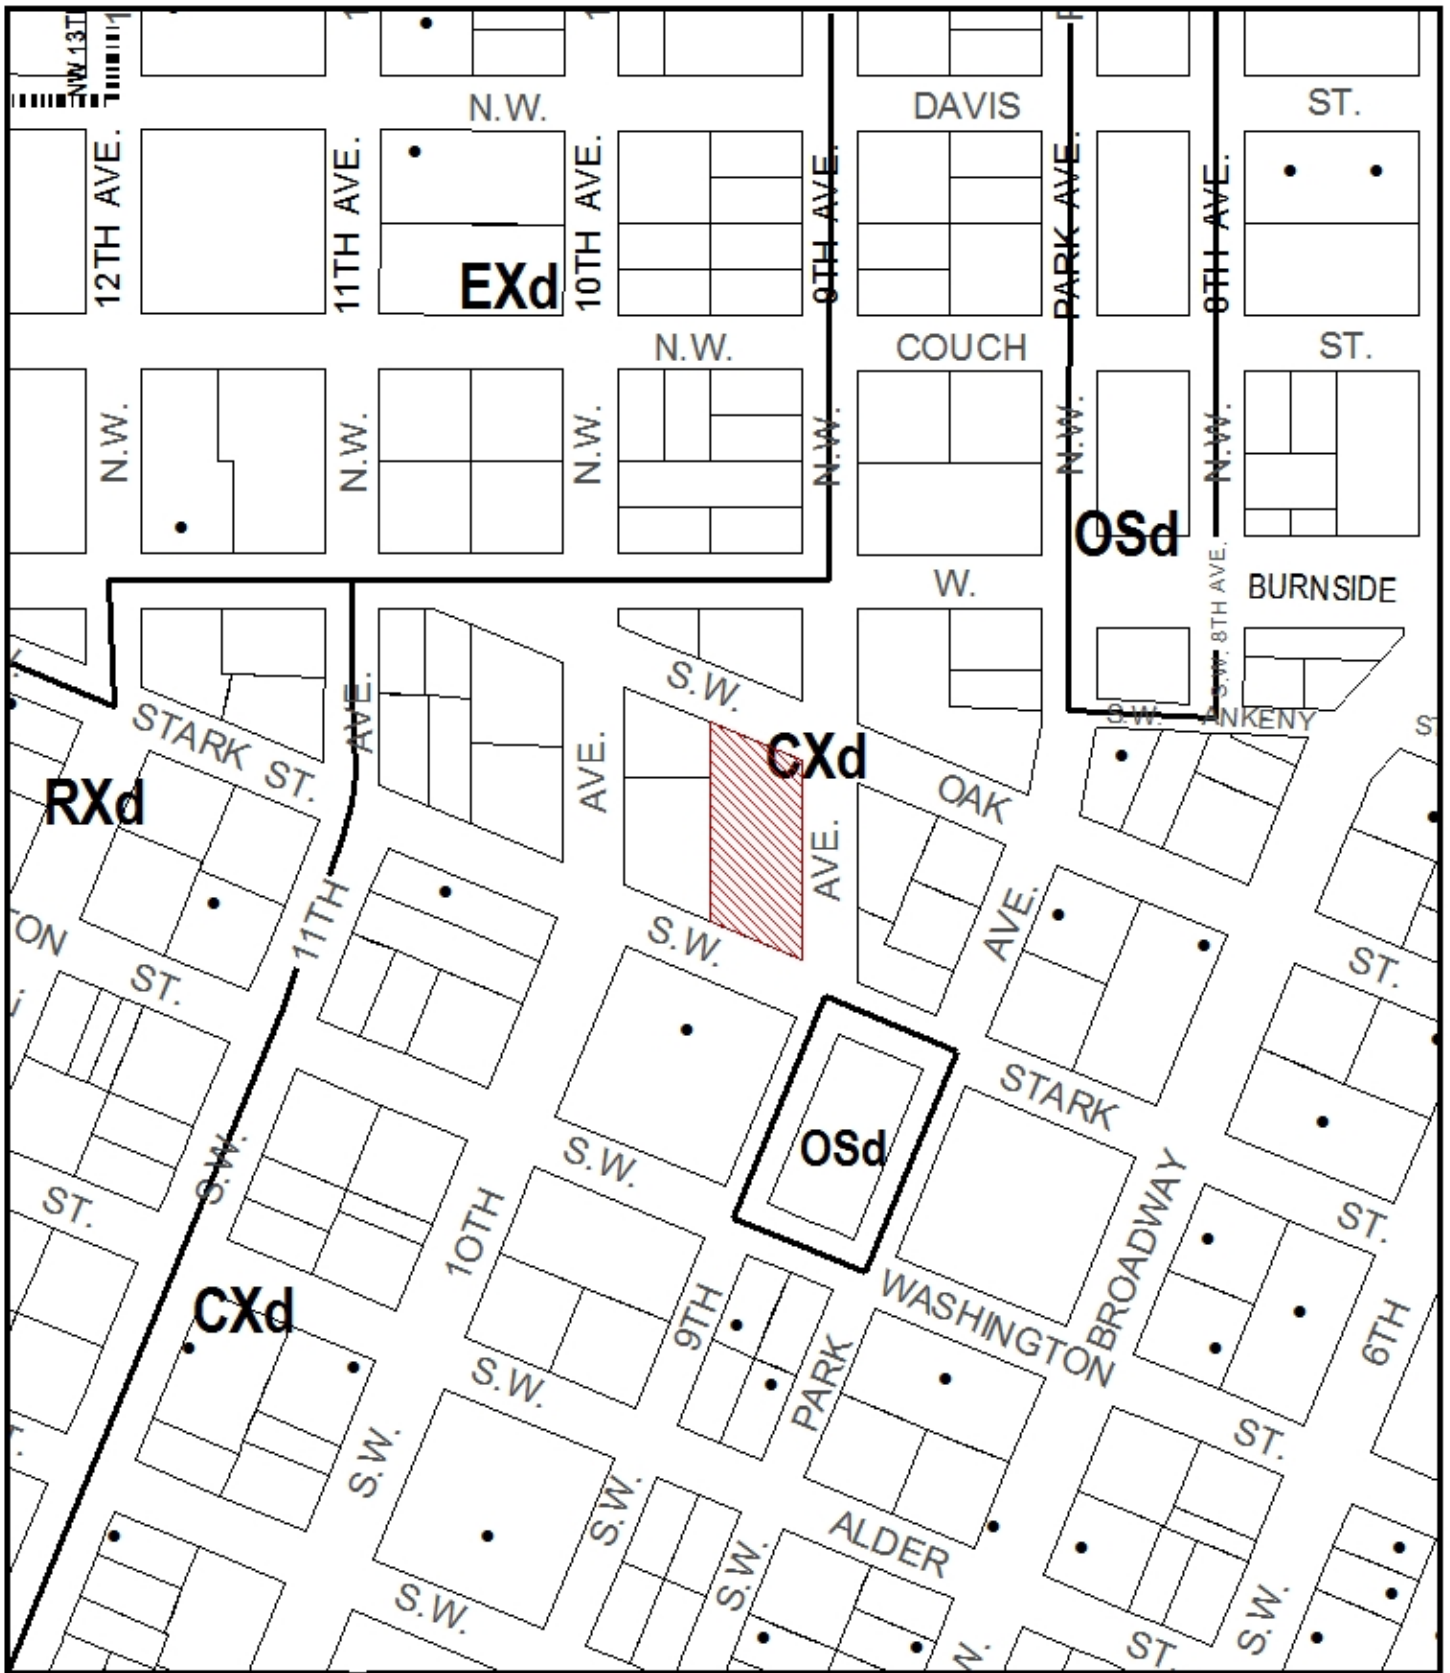 NW 13T
N.W.
DAVIS
ST.
12TH AVE.
11TH AVE.
10TH AVE.
9TH AVE.
PARK AVE.
8TH AVE.
EXd
N.W.
COUCH
ST.
N.W.
N.W.
N.W.
N.W.
N.W.
N.W.
OSd
W.
BURNSIDE
S.W. 8TH AVE.
S.W.
S.W.
ANKENY
STARK ST.
AVE.
AVE.
CXd
RXd
OAK
AVE.
AVE.
11TH
TON
ST.
S.W.
ST.
STARK
OSd
S.W.
S.W.
ST.
10TH
BROADWAY
ST.
CXd
9TH
WASHINGTON
6TH
PARK
S.W.
ST.
S.W.
S.W.
ALDER
S.W.
S.W.
S.W.
ST.
W.